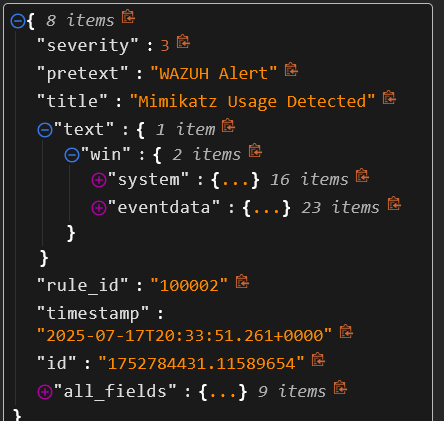 { 8 items
"severity" : 3
"pretext" : "WAZUH Alert"
"title" : "Mimikatz Usage Detected"
"text" : { 1 item
"win" : { 2 items
"system" : {...} 16 items
"eventdata" : {...} 23 items
}
}
"rule_id" : "100002"
"timestamp" :
"2025-07-17T20:33:51.261+0000"
"id" : "1752784431.11589654"
"all_fields" : {...} 9 items
}